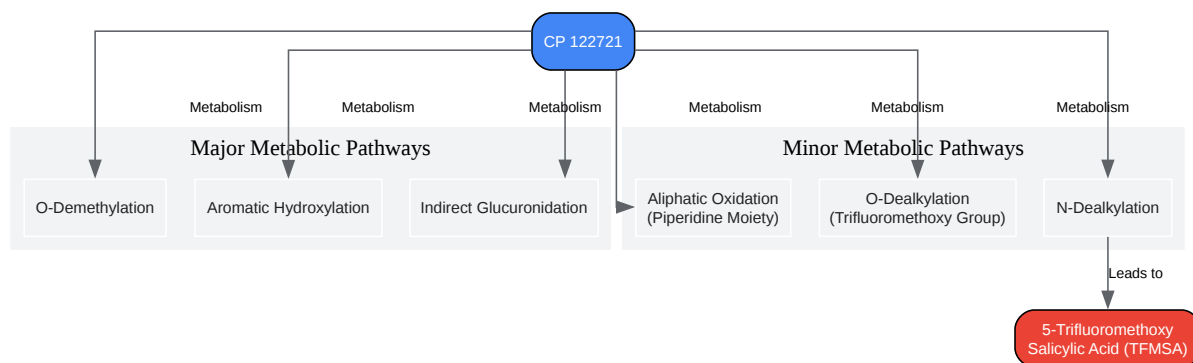 CP 122721
Metabolism
Metabolism
Metabolism
Metabolism
Metabolism
Metabolism
Major Metabolic Pathways
Minor Metabolic Pathways
O-Demethylation
Aromatic Hydroxylation
Indirect Glucuronidation
Aliphatic Oxidation
(Piperidine Moiety)
O-Dealkylation
(Trifluoromethoxy Group)
N-Dealkylation
Leads to
5-Trifluoromethoxy
Salicylic Acid (TFMSA)